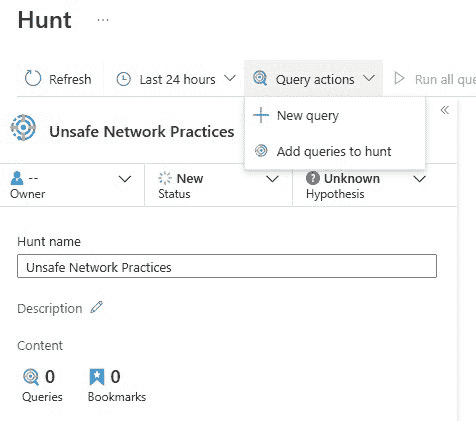 Hunt ...
Refresh Last 24 hours Query actions Run all que
New query
Add queries to hunt
Unsafe Network Practices
-- New Unknown
Owner Status Hypothesis
Hunt name
Unsafe Network Practices
Description
Content
0 0
Queries Bookmarks